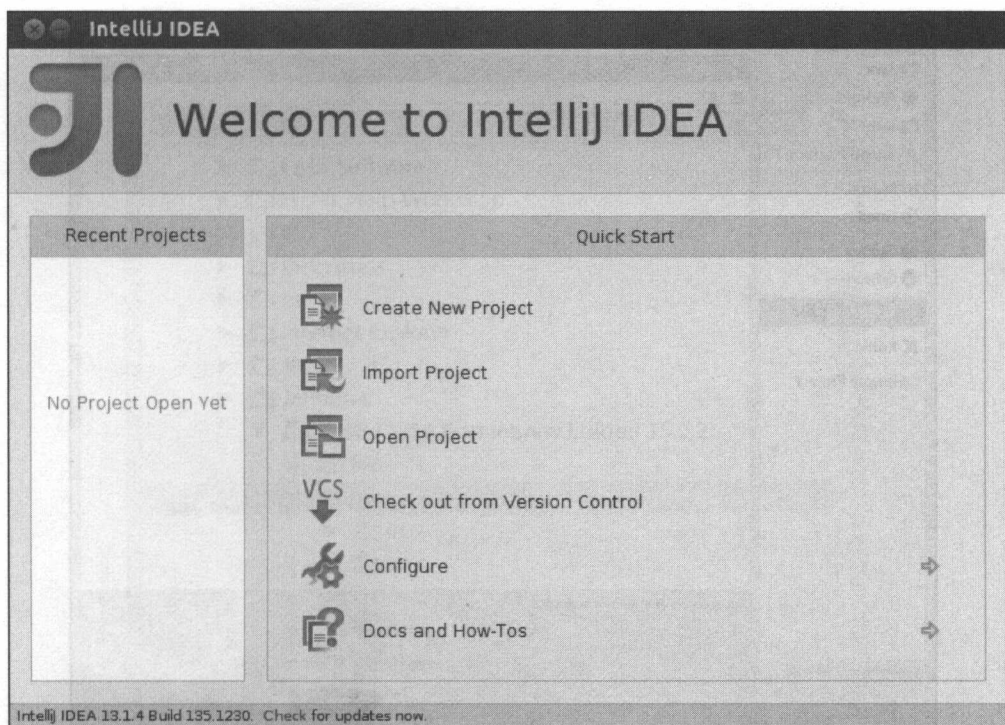 IntelliJ IDEA
Welcome to IntelliJ IDEA
Recent Projects
No Project Open Yet
Quick Start
Create New Project
Import Project
Open Project
VCS
Check out from Version Control
Configure
Docs and How-Tos
IntelliJ IDEA 13.1.4 Build 135.1230. Check for updates now.